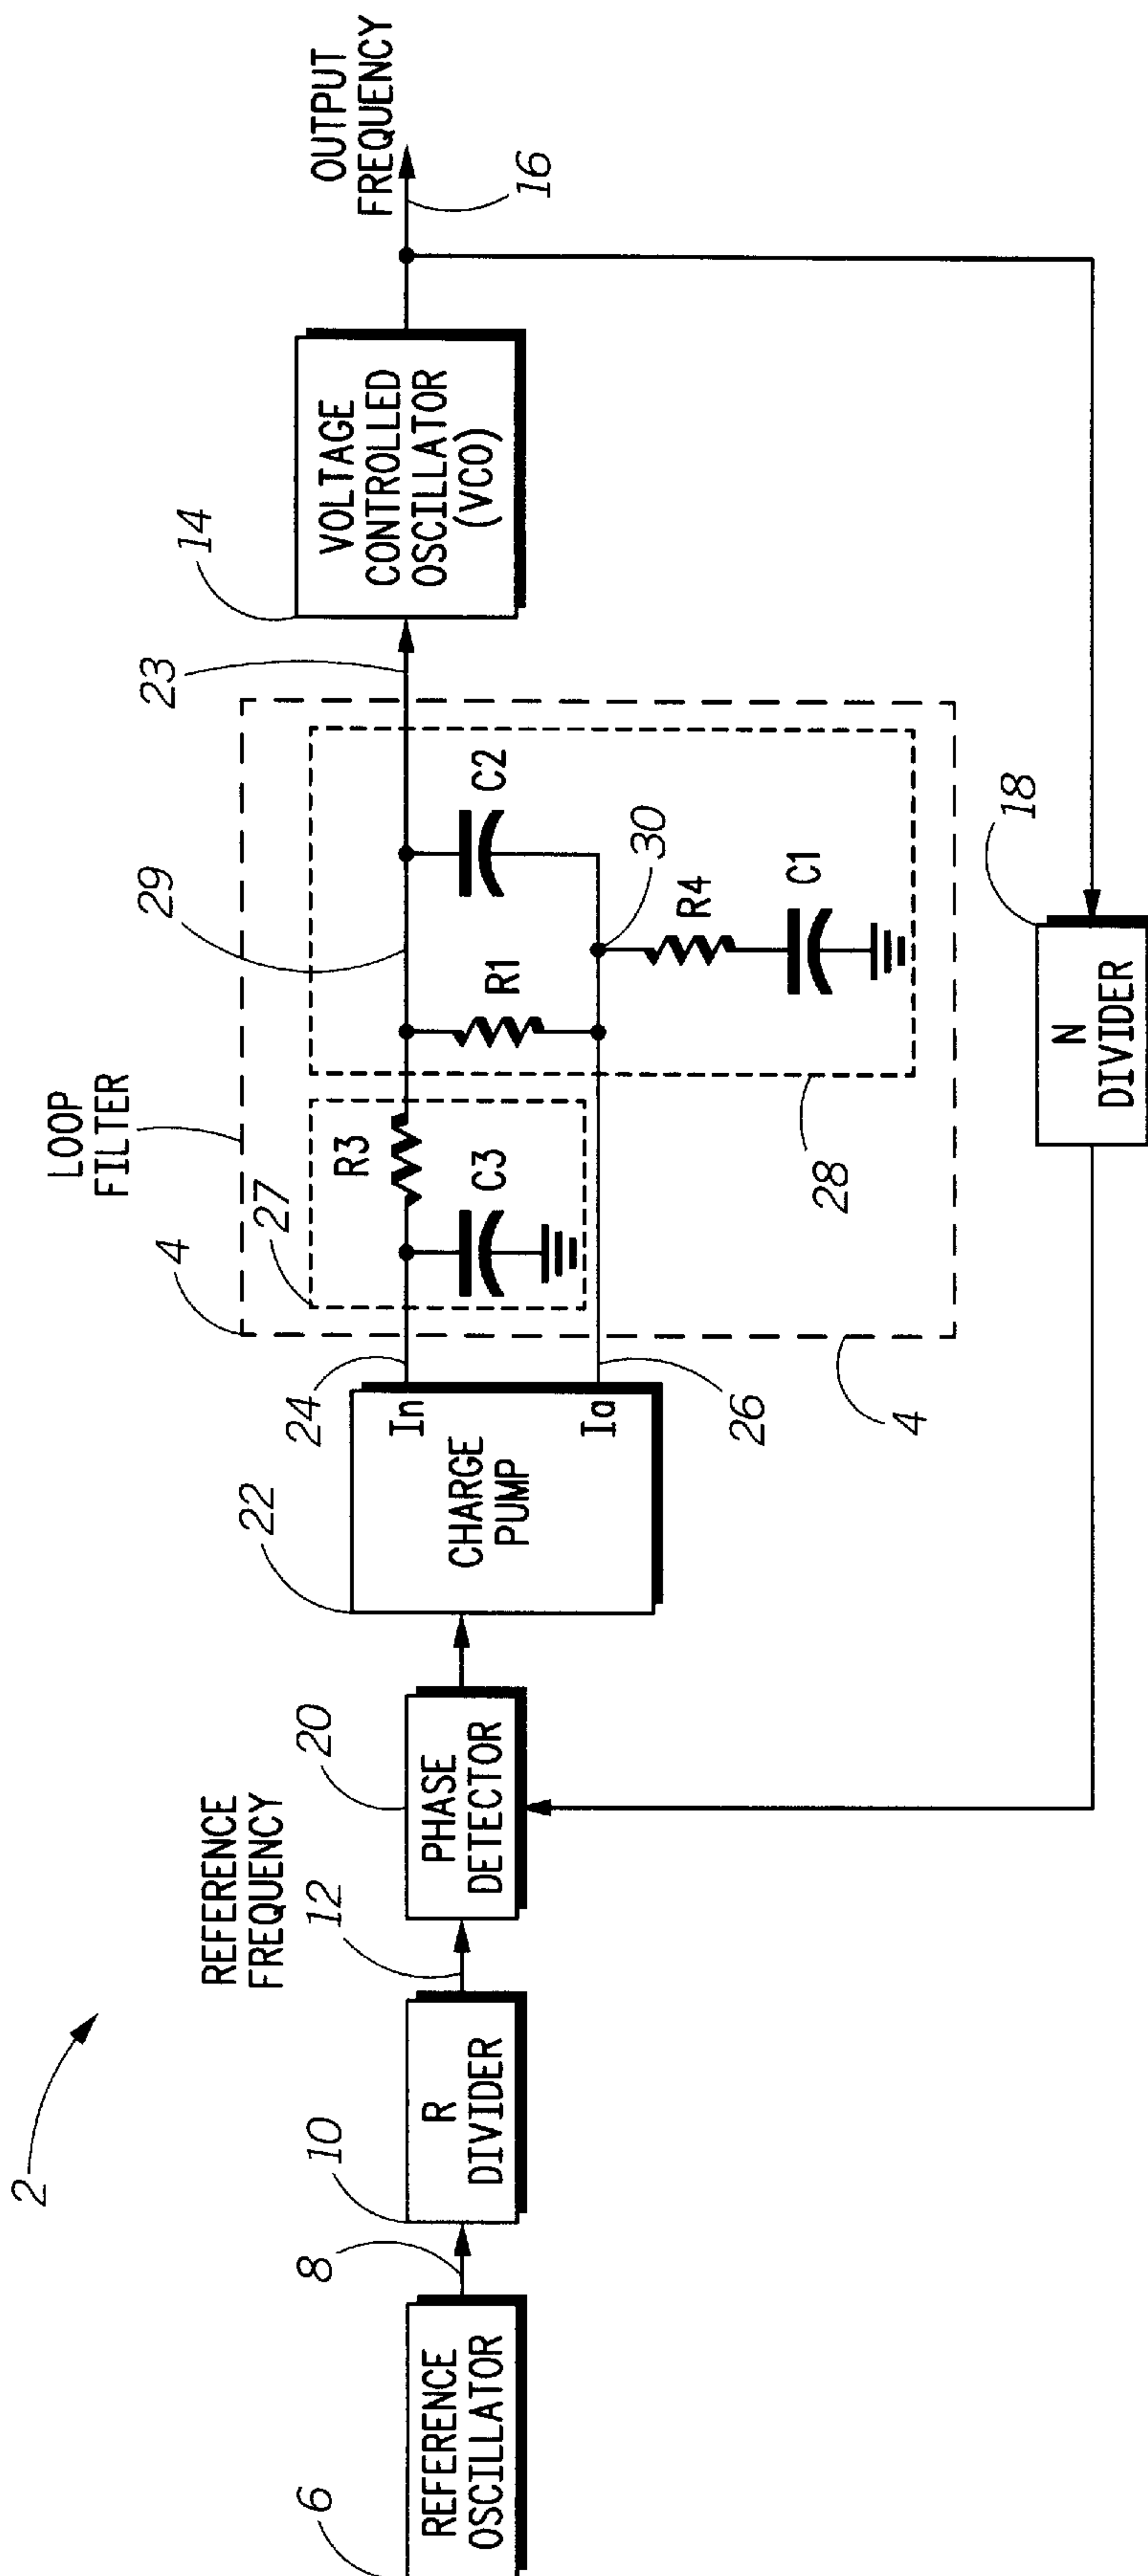 2
REFERENCE
OSCILLATOR
6
8
R
DIVIDER
10
REFERENCE
FREQUENCY
12
PHASE
DETECTOR
20
CHARGE
PUMP
In
Ia
22
24
26
LOOP
FILTER
4
27
R3
C3
4
28
29
R1
C2
30
R4
C1
23
14
VOLTAGE
CONTROLLED
OSCILLATOR
(VCO)
OUTPUT
FREQUENCY
16
18
N
DIVIDER